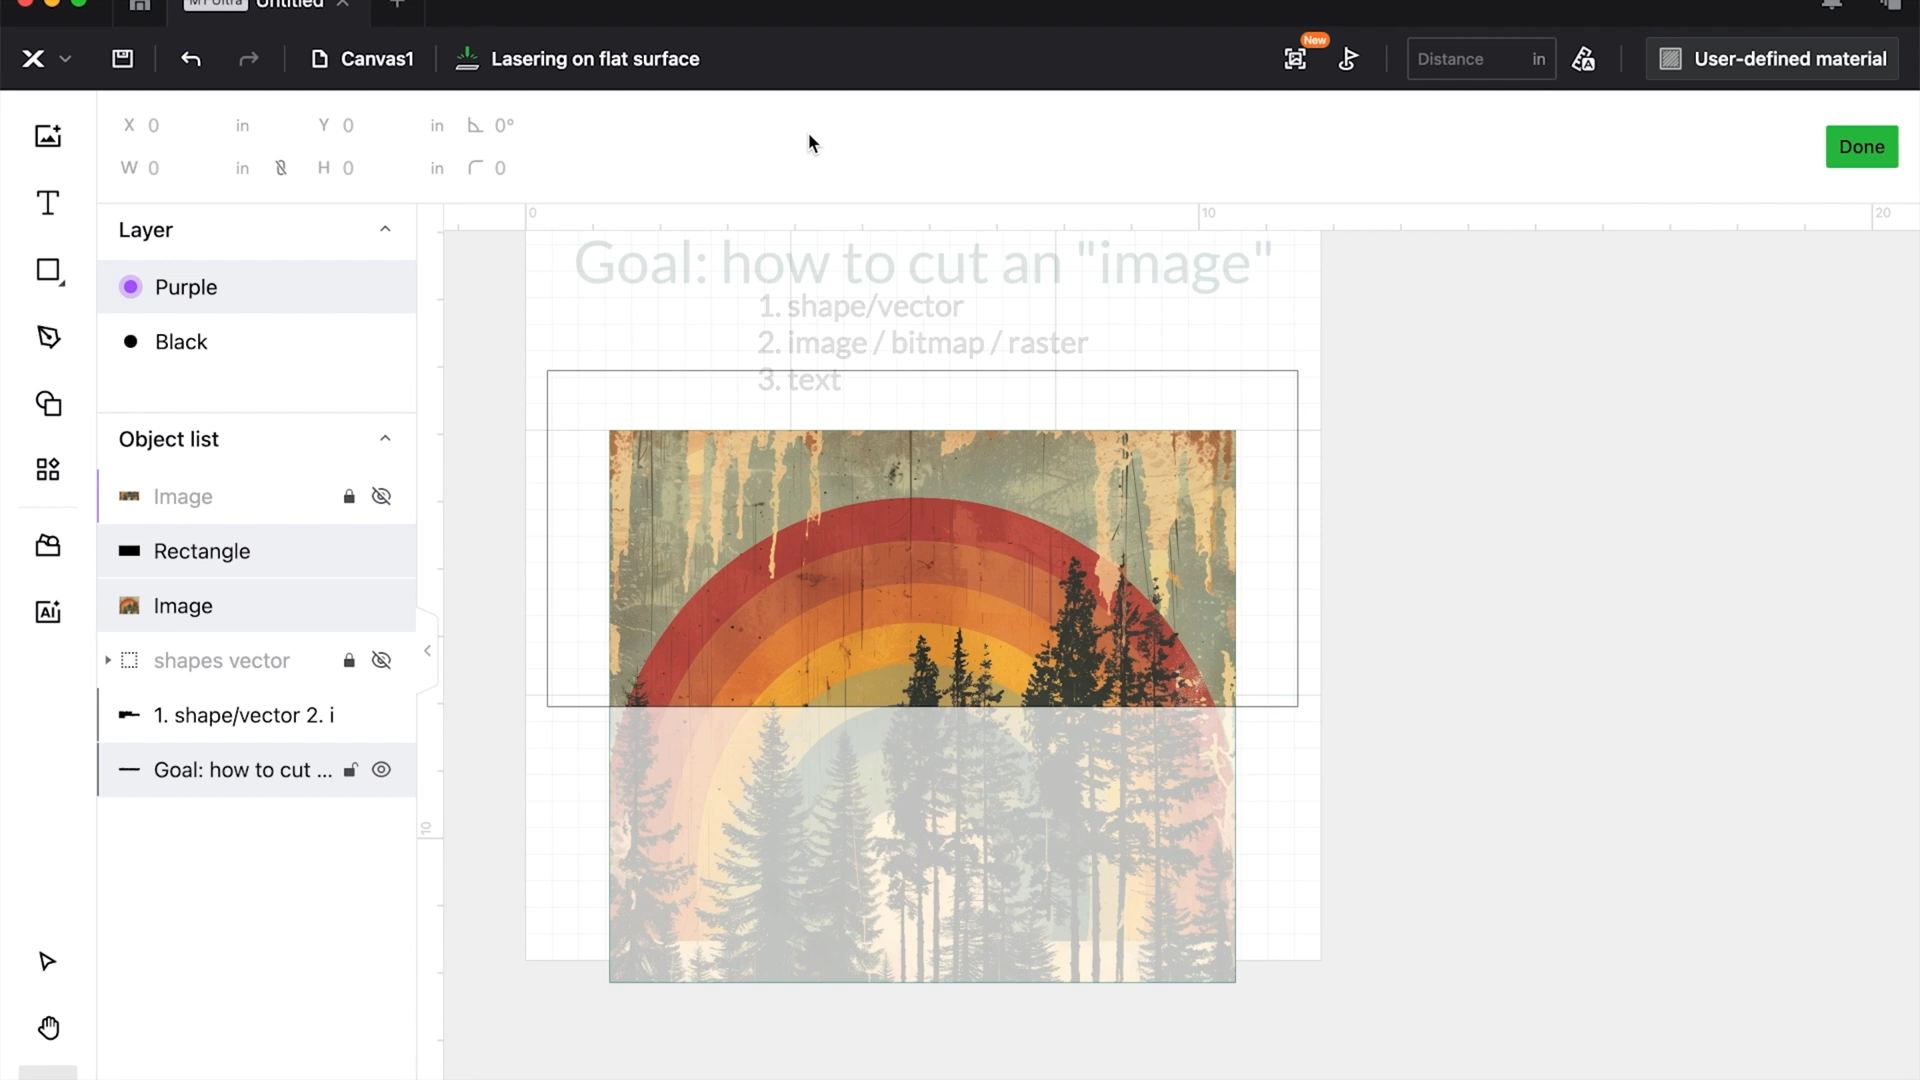 M1 Ultra Untitled
Canvas1
Lasering on flat surface
New
Distance in
User-defined material
X 0 in Y 0 in 0°
W 0 in H 0 in 0
Done
Layer
Purple
Black
Object list
Image
Rectangle
Image
shapes vector
1. shape/vector 2. i
Goal: how to cut ...
AI
0 10 20
10
Goal: how to cut an "image"
1. shape/vector
2. image / bitmap / raster
3. text